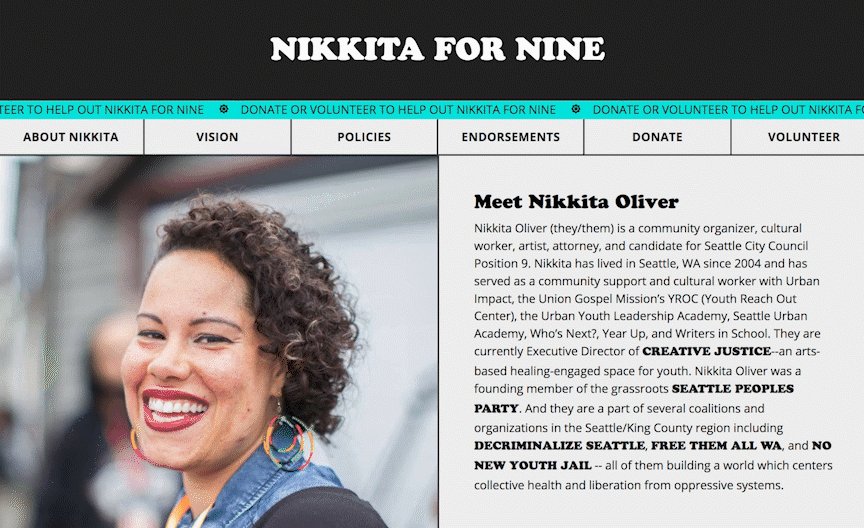 NIKKITA FOR NINE
TEER TO HELP OUT NIKKITA FOR NINE DONATE OR VOLUNTEER TO HELP OUT NIKKITA FOR NINE DONATE OR VOLUNTEER TO HELP OUT NIKKITA FO
ABOUT NIKKITA VISION POLICIES ENDORSEMENTS DONATE VOLUNTEER
Meet Nikkita Oliver
Nikkita Oliver (they/them) is a community organizer, cultural
worker, artist, attorney, and candidate for Seattle City Council
Position 9. Nikkita has lived in Seattle, WA since 2004 and has
served as a community support and cultural worker with Urban
Impact, the Union Gospel Mission's YROC (Youth Reach Out
Center), the Urban Youth Leadership Academy, Seattle Urban
Academy, Who's Next?, Year Up, and Writers in School. They are
currently Executive Director of CREATIVE JUSTICE--an arts-
based healing-engaged space for youth. Nikkita Oliver was a
founding member of the grassroots SEATTLE PEOPLES
PARTY. And they are a part of several coalitions and
organizations in the Seattle/King County region including
DECRIMINALIZE SEATTLE, FREE THEM ALL WA, and NO
NEW YOUTH JAIL -- all of them building a world which centers
collective health and liberation from oppressive systems.